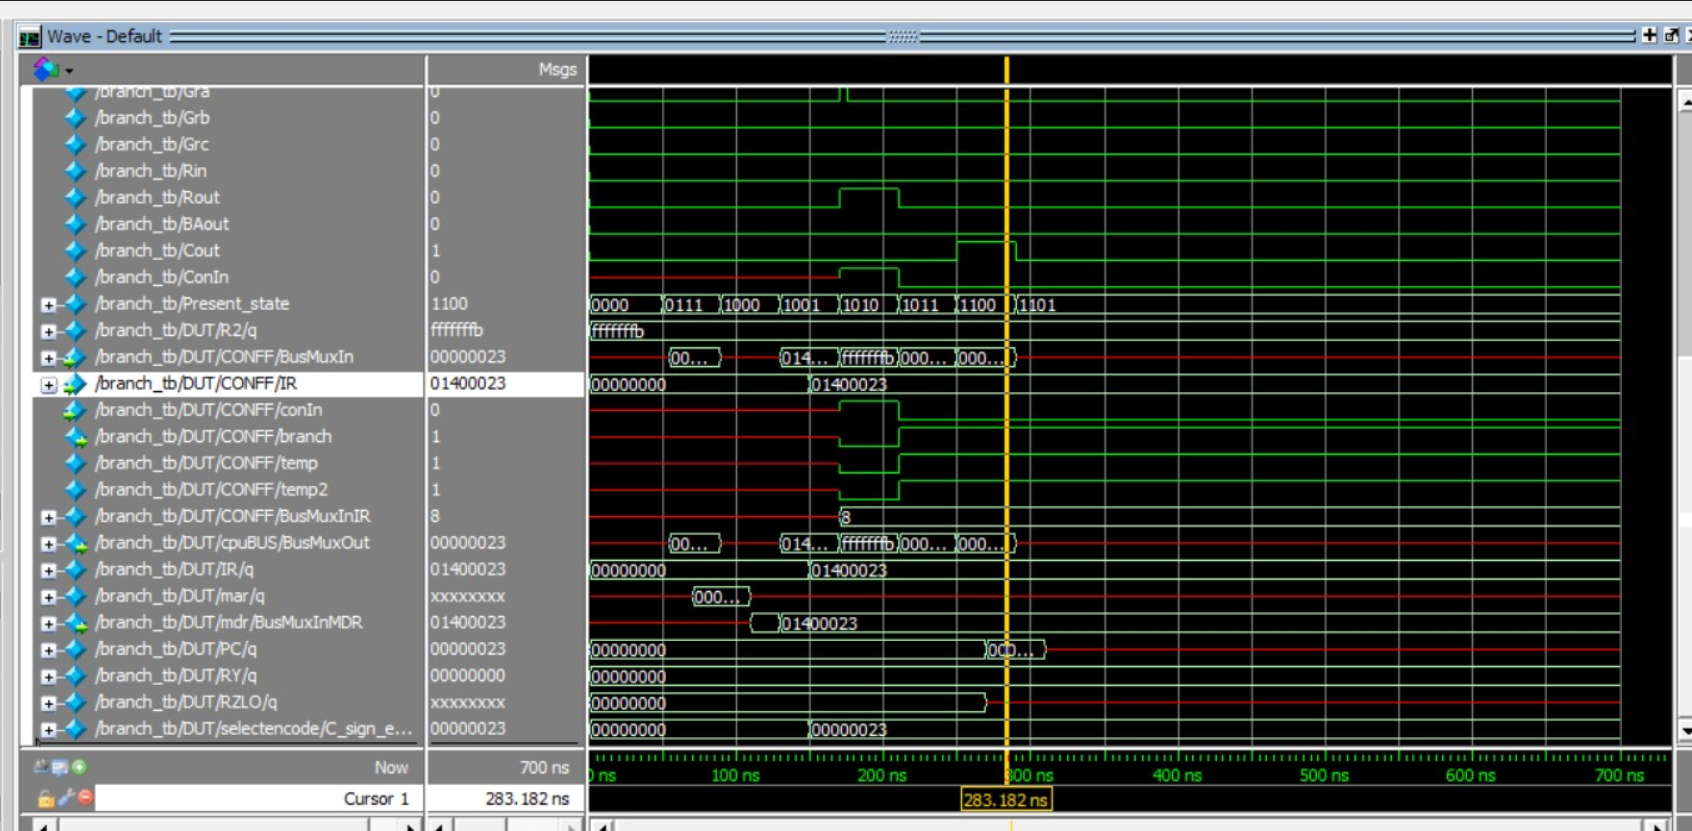 Wave - Default
Msgs
/branch_tb/Gra 0
/branch_tb/Grb 0
/branch_tb/Grc 0
/branch_tb/Rin 0
/branch_tb/Rout 0
/branch_tb/BAout 0
/branch_tb/Cout 1
/branch_tb/ConIn 0
/branch_tb/Present_state 1100 0000 0111 1000 1001 1010 1011 1100 1101
/branch_tb/DUT/R2/q fffffffb fffffffb
/branch_tb/DUT/CONFF/BusMuxIn 00000023 00... 014... fffffffb 000... 000...
/branch_tb/DUT/CONFF/IR 01400023 00000000 01400023
/branch_tb/DUT/CONFF/conIn 0
/branch_tb/DUT/CONFF/branch 1
/branch_tb/DUT/CONFF/temp 1
/branch_tb/DUT/CONFF/temp2 1
/branch_tb/DUT/CONFF/BusMuxInIR 8 8
/branch_tb/DUT/cpuBUS/BusMuxOut 00000023 00... 014... fffffffb 000... 000...
/branch_tb/DUT/IR/q 01400023 00000000 01400023
/branch_tb/DUT/mar/q xxxxxxxx 000...
/branch_tb/DUT/mdr/BusMuxInMDR 01400023 01400023
/branch_tb/DUT/PC/q 00000023 00000000 000...
/branch_tb/DUT/RY/q 00000000 00000000
/branch_tb/DUT/RZLO/q xxxxxxxx 00000000
/branch_tb/DUT/selectencode/C_sign_e... 00000023 00000000 00000023
Now 700 ns 0 ns 100 ns 200 ns 300 ns 400 ns 500 ns 600 ns 700 ns
Cursor 1 283.182 ns 283.182 ns